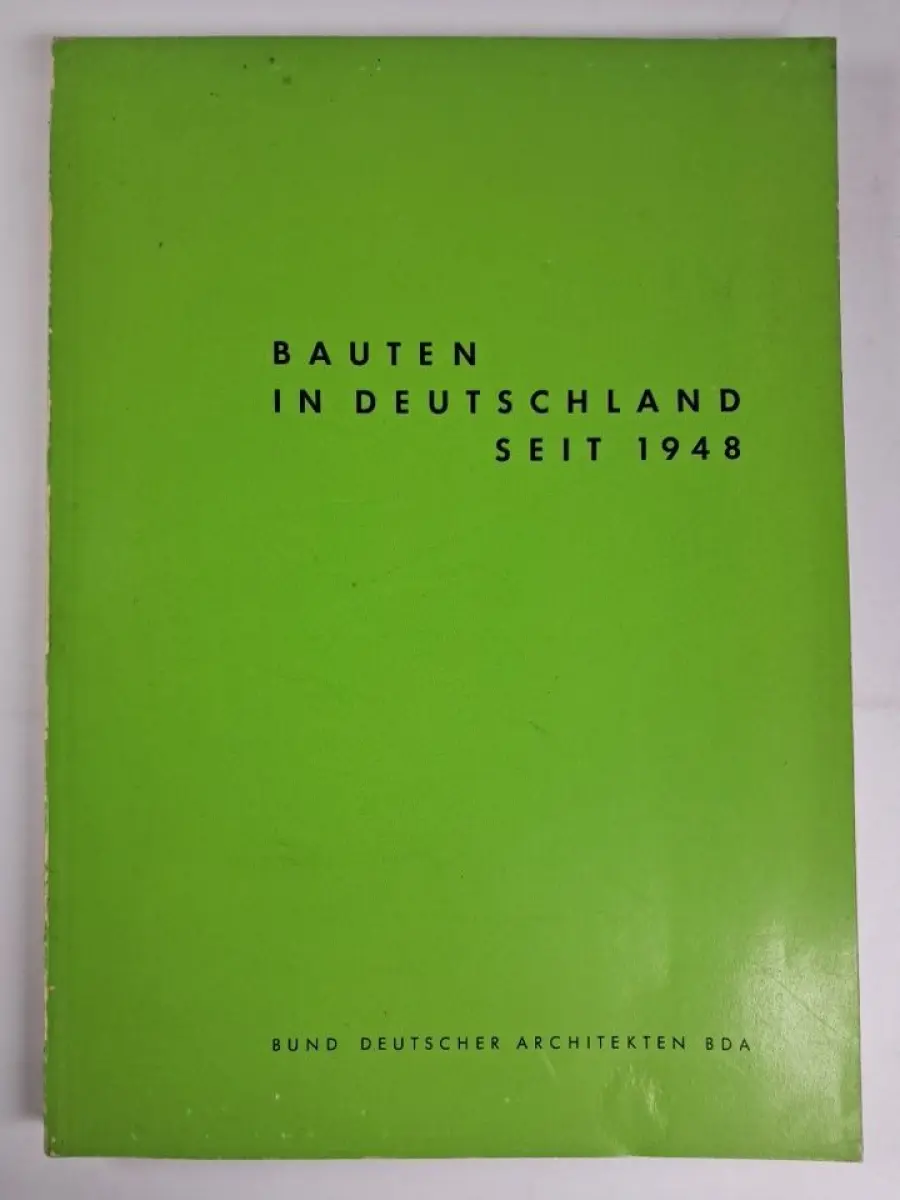 BAUTEN
IN DEUTSCHLAND
SEIT 1948
BUND DEUTSCHER ARCHITEKTEN BDA